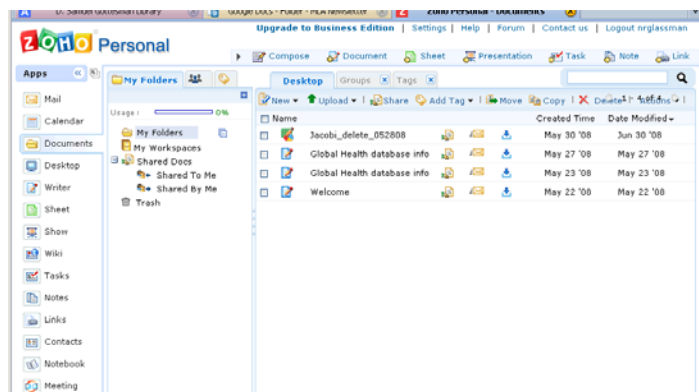 D. Samuel Gottesman Library
Google Docs - Folder - MLA Newsletter
Zoho Personal - Documents
Upgrade to Business Edition | Settings | Help | Forum | Contact us | Logout nrglassman
ZOHO Personal
Compose Document Sheet Presentation Task Note Link
Apps
My Folders
Desktop Groups Tags
New Upload Share Add Tag Move Copy Delete
Usage : 0%
Name Created Time Date Modified
Mail
Calendar
Documents
Desktop
Writer
Sheet
Show
Wiki
Tasks
Notes
Links
Contacts
Notebook
Meeting
My Folders
My Workspaces
Shared Docs
Shared To Me
Shared By Me
Trash
Jacobi_delete_052808 May 30 '08 Jun 30 '08
Global Health database info May 27 '08 May 27 '08
Global Health database info May 23 '08 May 23 '08
Welcome May 22 '08 May 22 '08